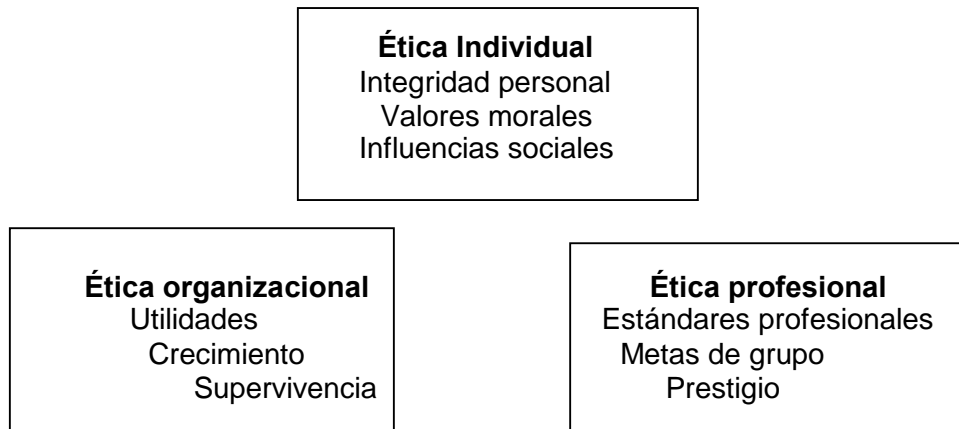 Ética Individual
Integridad personal
Valores morales
Influencias sociales
Ética organizacional
Utilidades
Crecimiento
Supervivencia
Ética profesional
Estándares profesionales
Metas de grupo
Prestigio